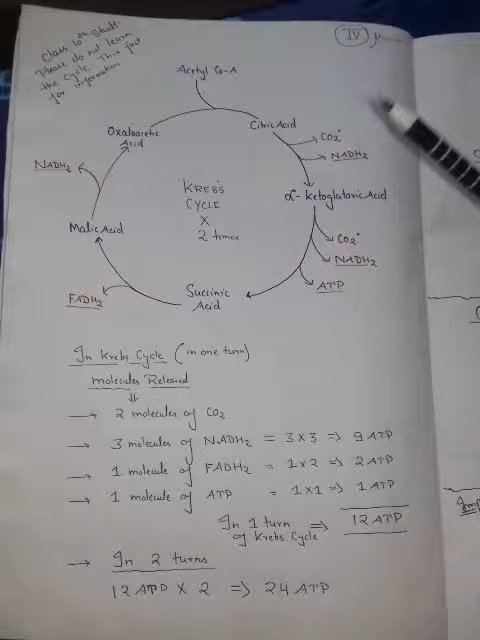 Class 10th Stuff.
Please do not learn
the cycle. This just
for information
IV
Acetyl Co-A
Oxaloacetic
Acid
Citric Acid
CO2
NADH2
NADH2
KREB'S
CYCLE
X
2 times
α-ketoglutaric Acid
Malic Acid
CO2
NADH2
ATP
FADH2
Succinic
Acid
In Krebs Cycle (in one turn)
molecules Released
⇓
→ 2 molecules of CO2
→ 3 molecules of NADH2 = 3×3 ⇒ 9 ATP
→ 1 molecule of FADH2 = 1×2 ⇒ 2 ATP
→ 1 molecule of ATP = 1×1 ⇒ 1 ATP
In 1 turn
of Krebs Cycle ⇒ 12 ATP
→ In 2 turns
12 ATP × 2 ⇒ 24 ATP